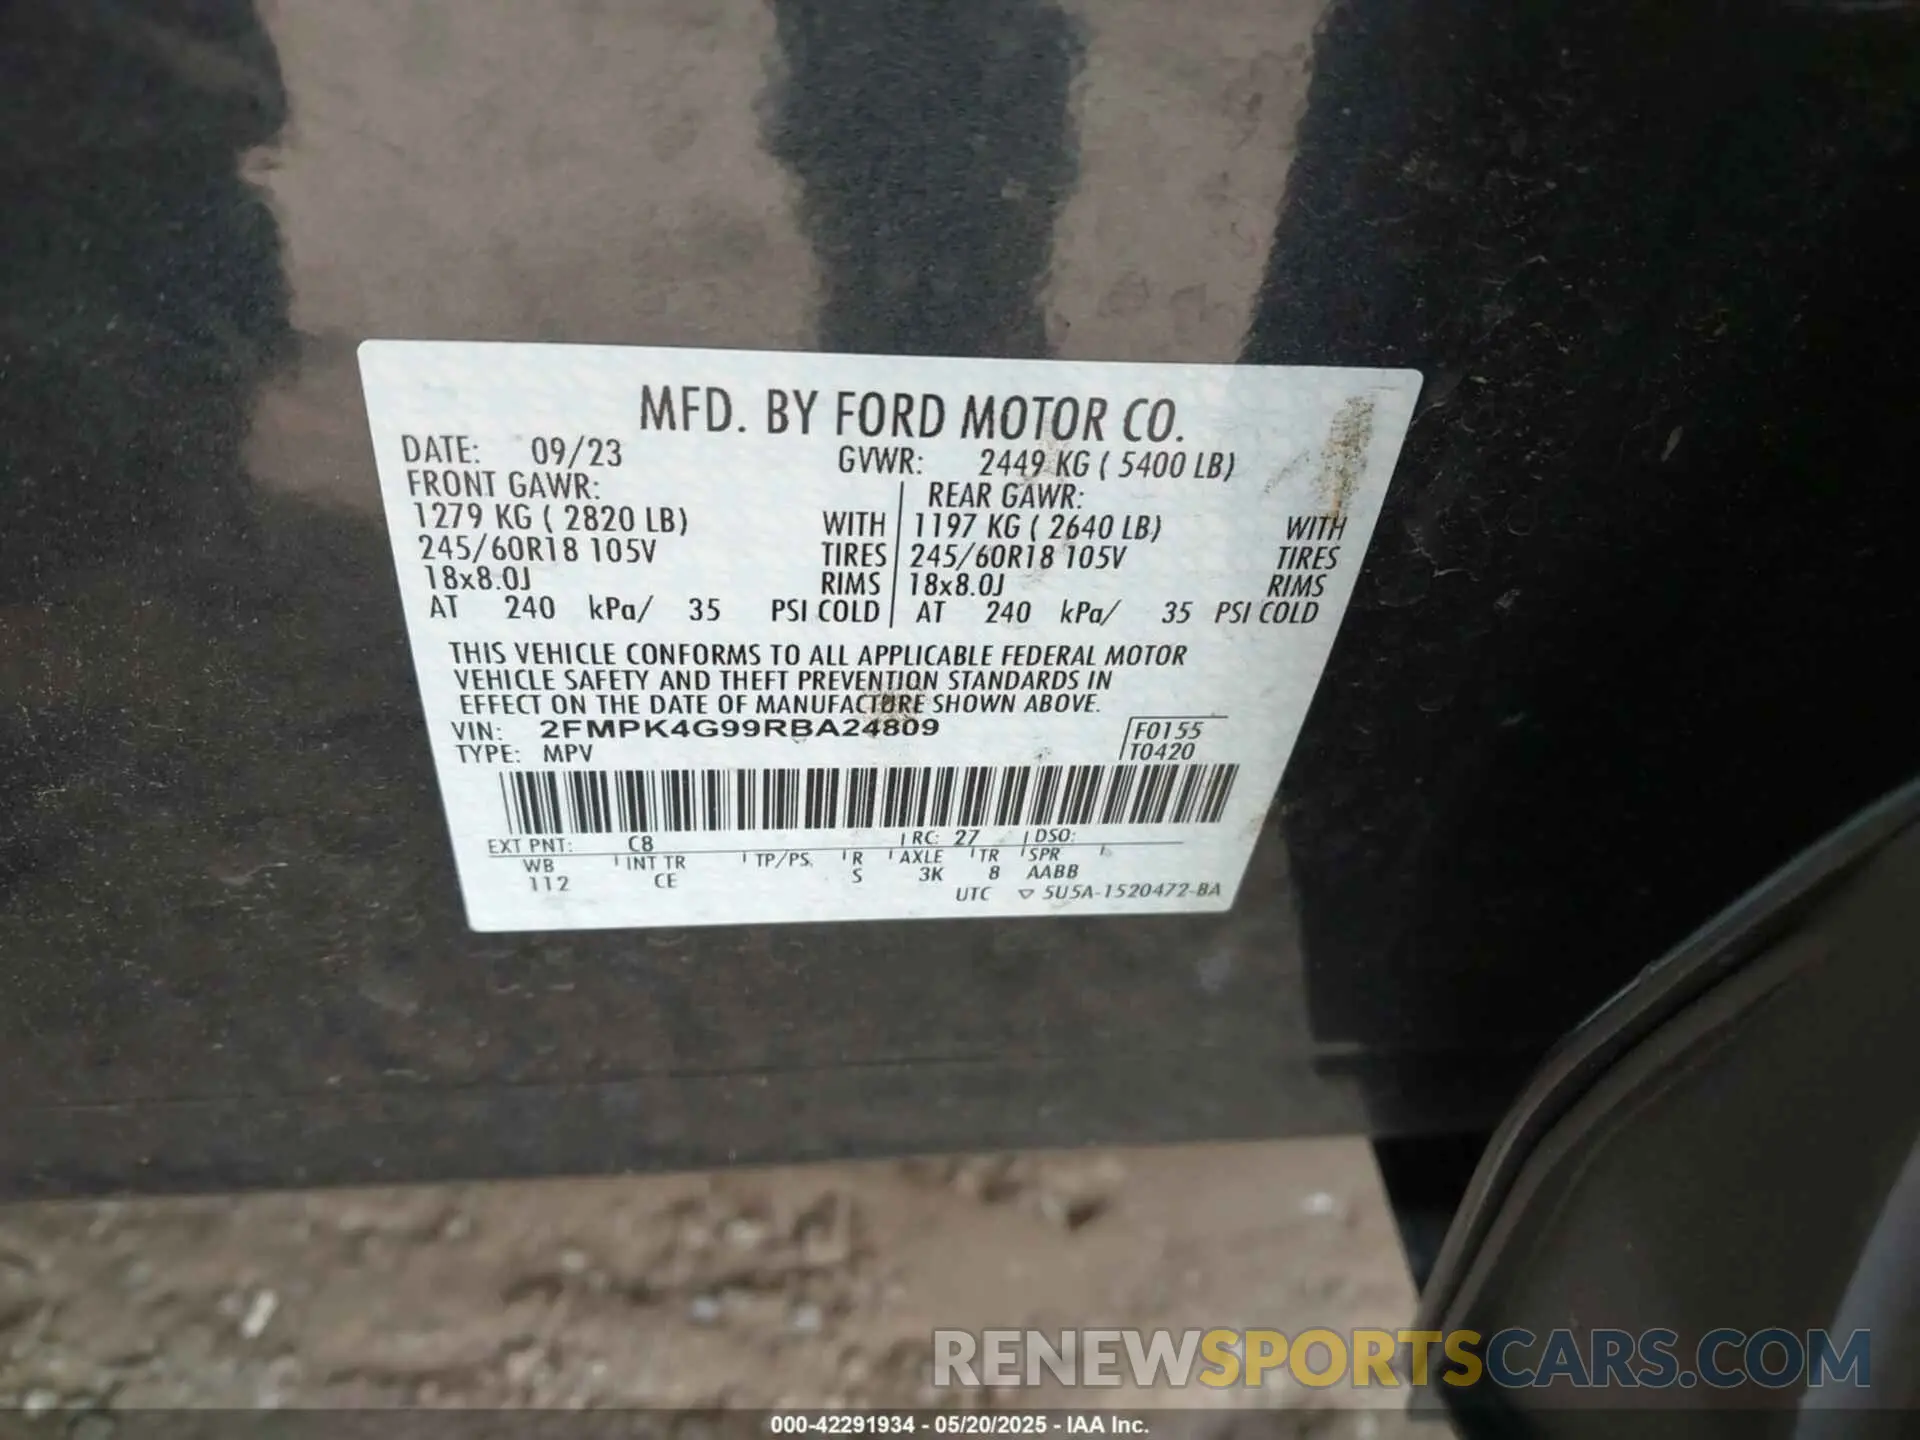 MFD. BY FORD MOTOR CO.
DATE: 09/23 GVWR: 2449 KG ( 5400 LB)
FRONT GAWR: REAR GAWR:
1279 KG ( 2820 LB) WITH 1197 KG ( 2640 LB) WITH
245/60R18 105V TIRES 245/60R18 105V TIRES
18x8.0J RIMS 18x8.0J RIMS
AT 240 kPa/ 35 PSI COLD AT 240 kPa/ 35 PSI COLD
THIS VEHICLE CONFORMS TO ALL APPLICABLE FEDERAL MOTOR
VEHICLE SAFETY AND THEFT PREVENTION STANDARDS IN
EFFECT ON THE DATE OF MANUFACTURE SHOWN ABOVE.
VIN: 2FMPK4G99RBA24809 F0155
TYPE: MPV T0420
EXT PNT: C8 RC: 27 DSO:
WB INT TR TP/PS R AXLE TR SPR
112 CE S 3K 8 AABB
UTC ▽ 5U5A-1520472-BA
RENEWSPORTSCARS.COM
000-42291934 - 05/20/2025 - IAA Inc.